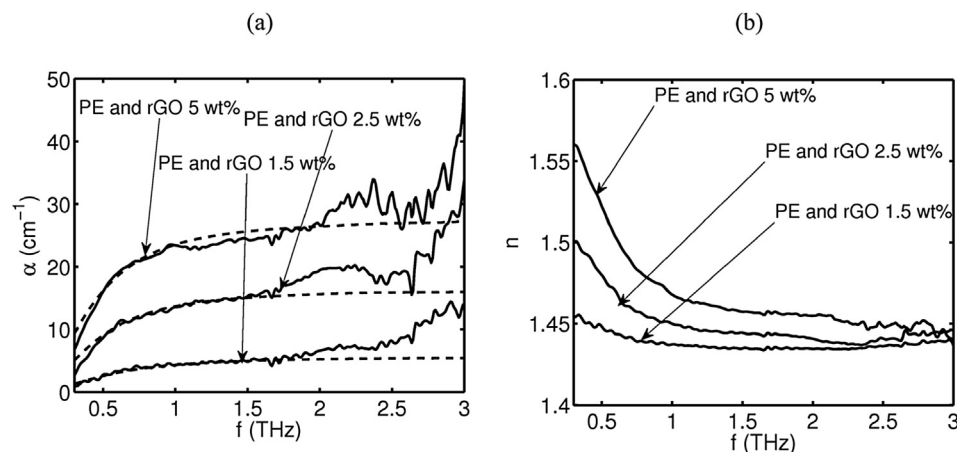 (a)
(b)
50
40
30
20
10
0
α (cm⁻¹)
PE and rGO 5 wt%
PE and rGO 2.5 wt%
PE and rGO 1.5 wt%
0.5 1 1.5 2 2.5 3
f (THz)
1.6
1.55
1.5
1.45
1.4
n
PE and rGO 5 wt%
PE and rGO 2.5 wt%
PE and rGO 1.5 wt%
0.5 1 1.5 2 2.5 3
f (THz)